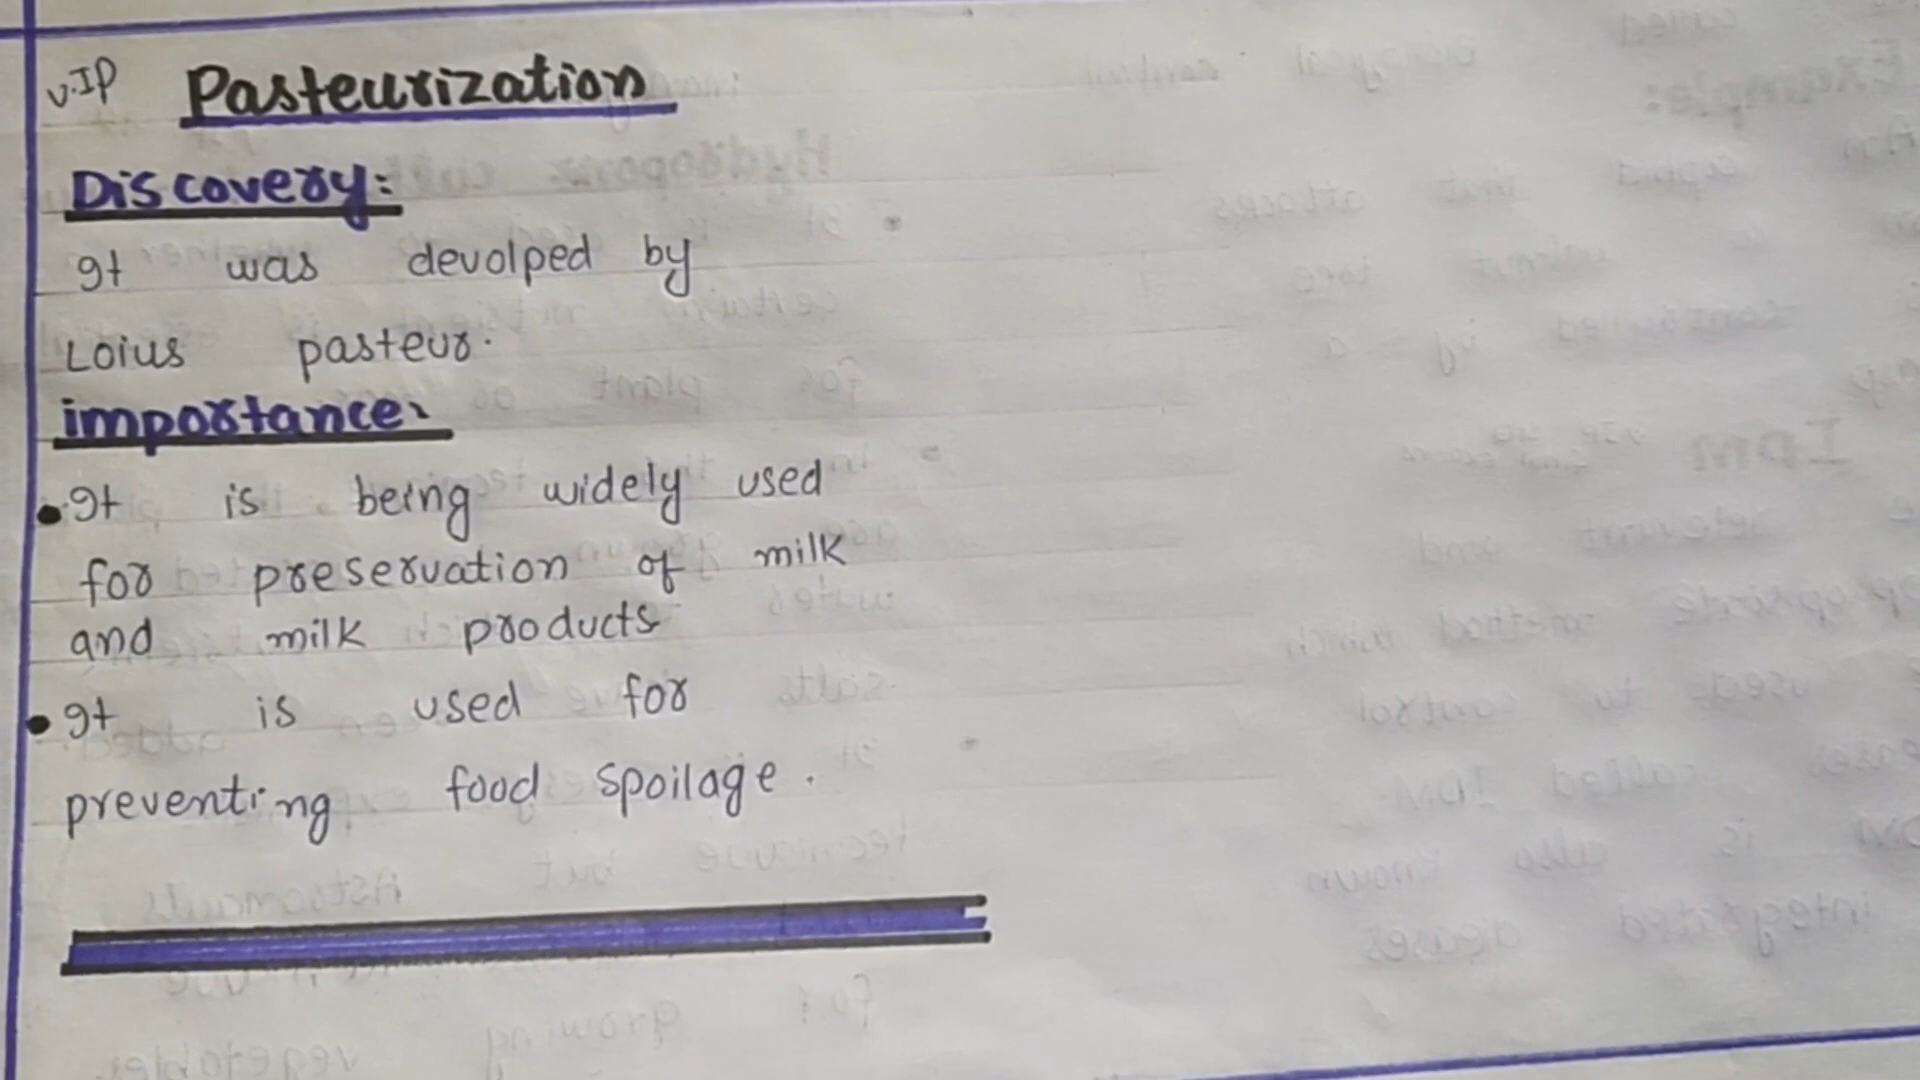 v.Ip Pasteurization
Discovery:
It was devolped by
Loius pasteur.
importance:
• It is being widely used
for preservation of milk
and milk products
• It is used for
preventing food spoilage.